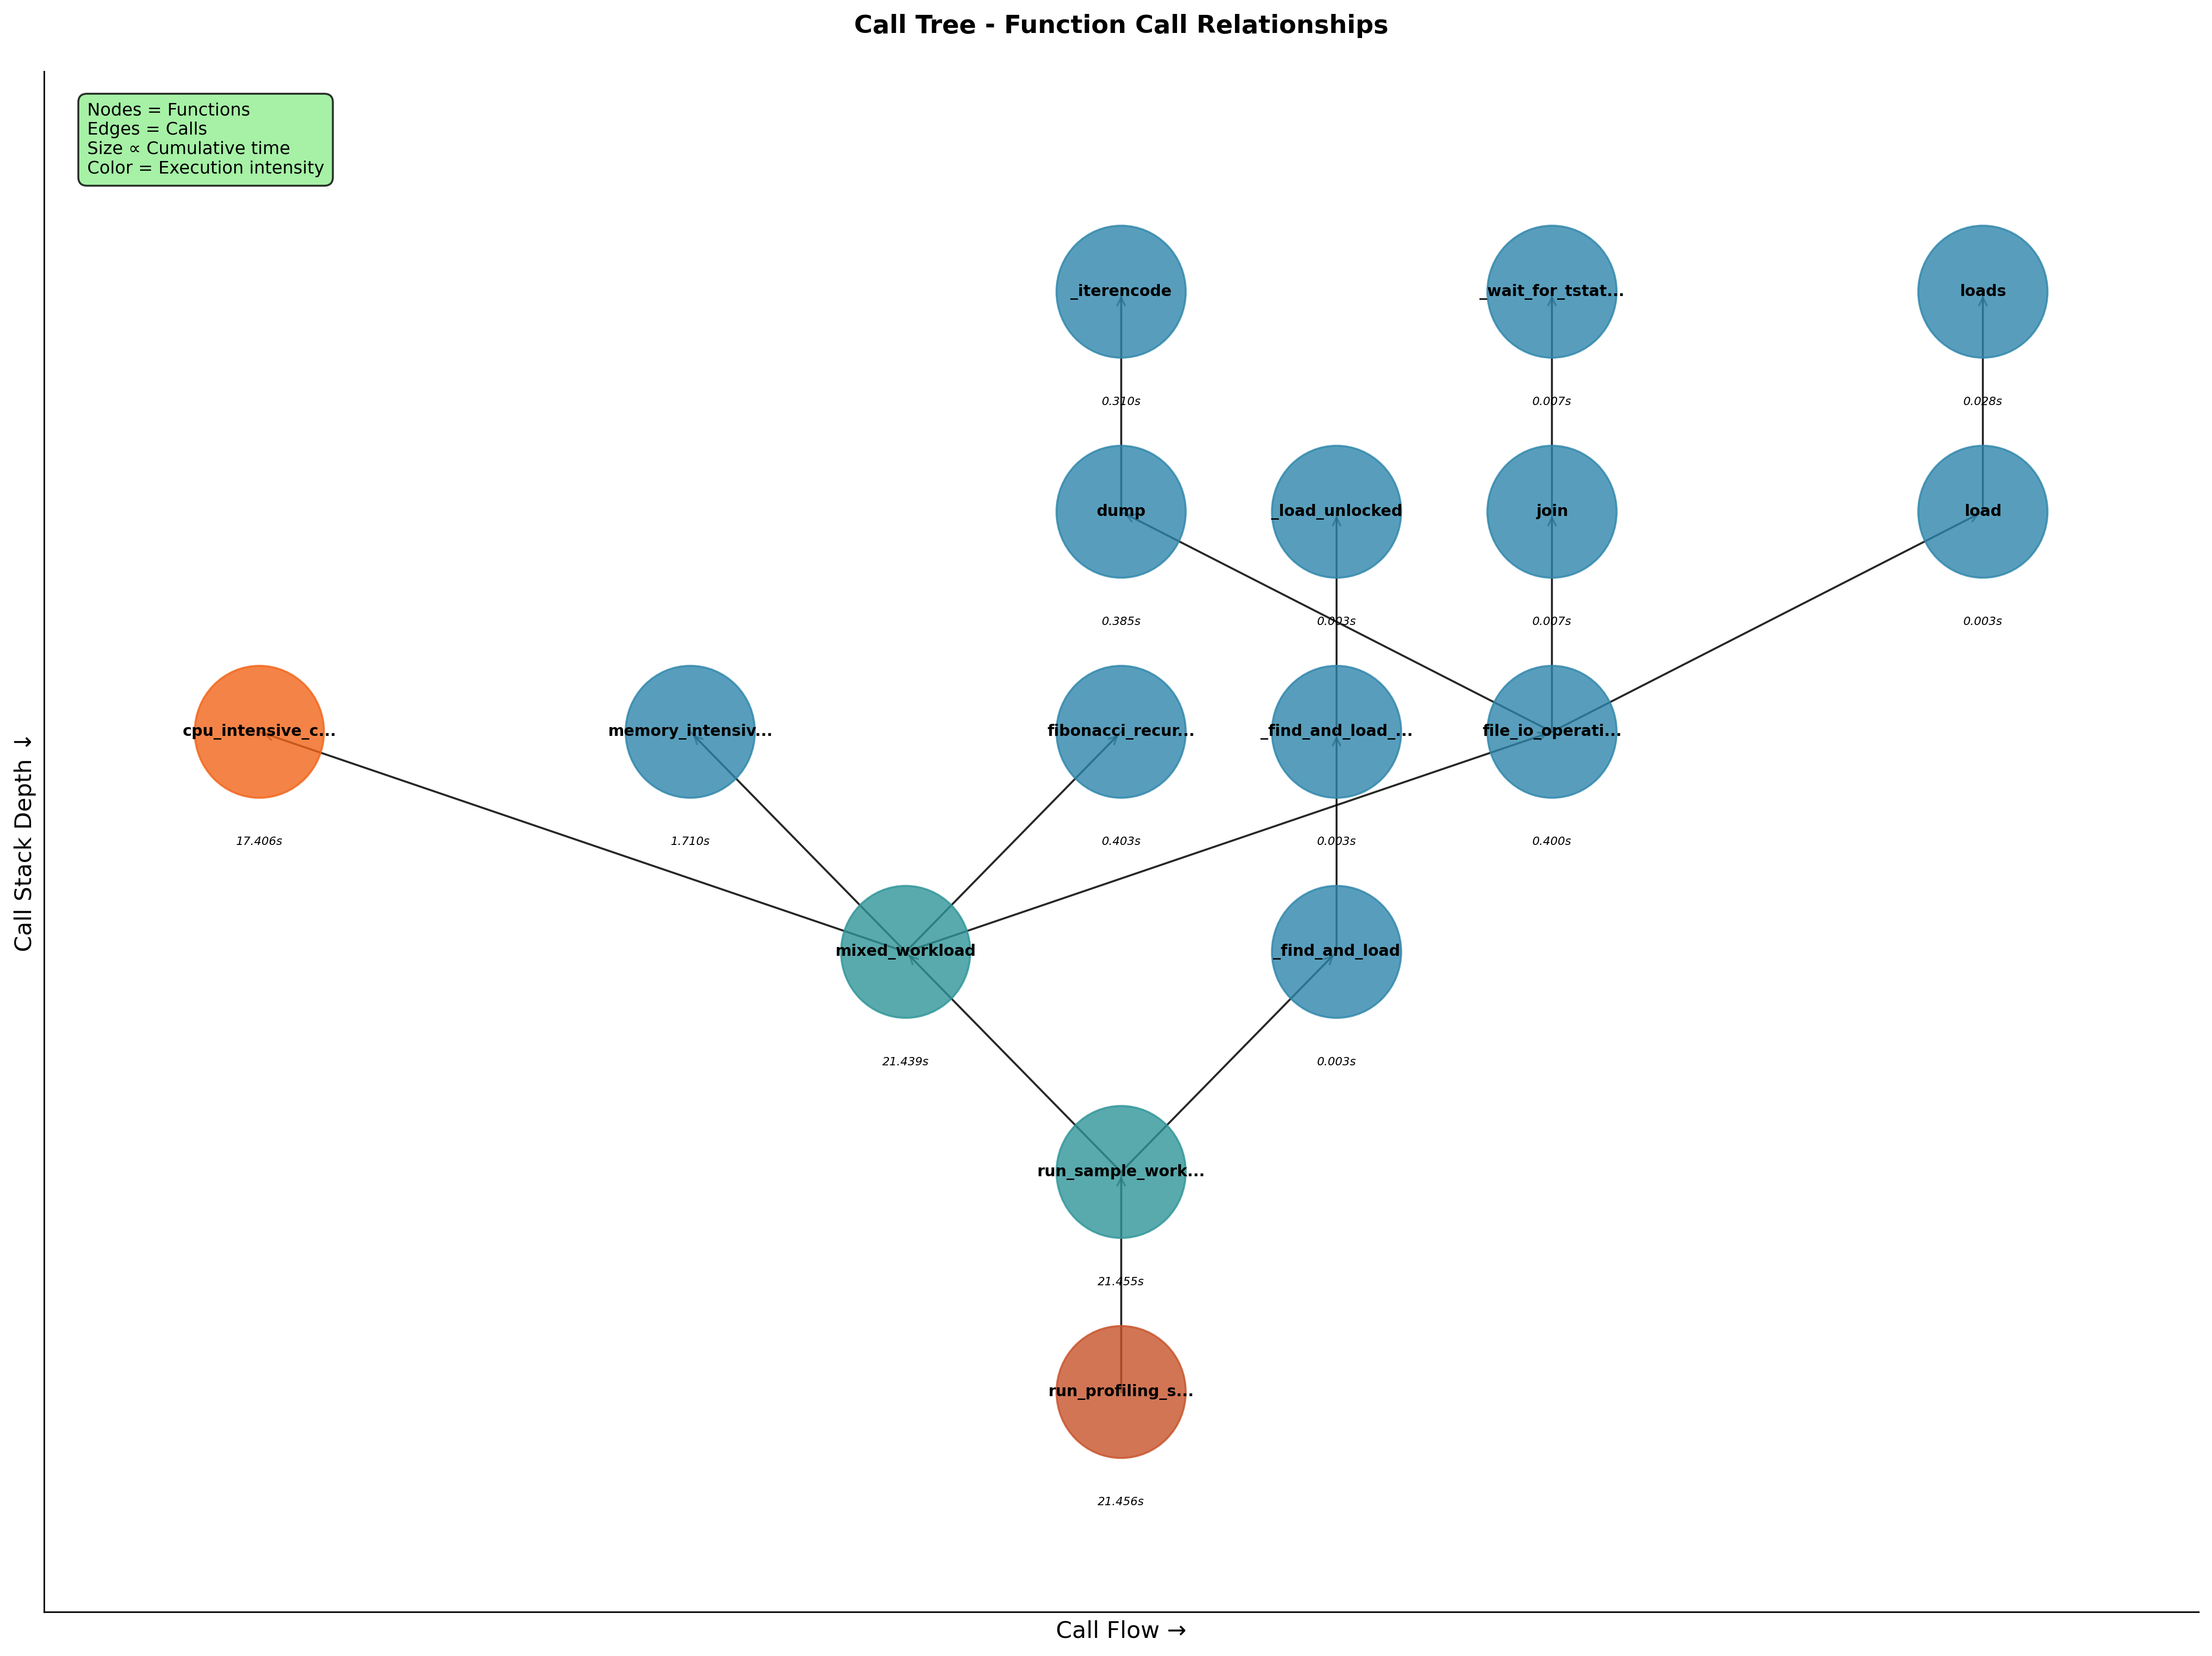 Call Tree - Function Call Relationships
Nodes = Functions
Edges = Calls
Size ∝ Cumulative time
Color = Execution intensity
_iterencode
_wait_for_tstat...
loads
0.310s
0.007s
0.028s
dump
_load_unlocked
join
load
0.385s
0.003s
0.007s
0.003s
cpu_intensive_c...
memory_intensiv...
fibonacci_recur...
_find_and_load_...
file_io_operati...
17.406s
1.710s
0.403s
0.003s
0.400s
mixed_workload
_find_and_load
21.439s
0.003s
run_sample_work...
21.455s
run_profiling_s...
21.456s
Call Stack Depth ↓
Call Flow →